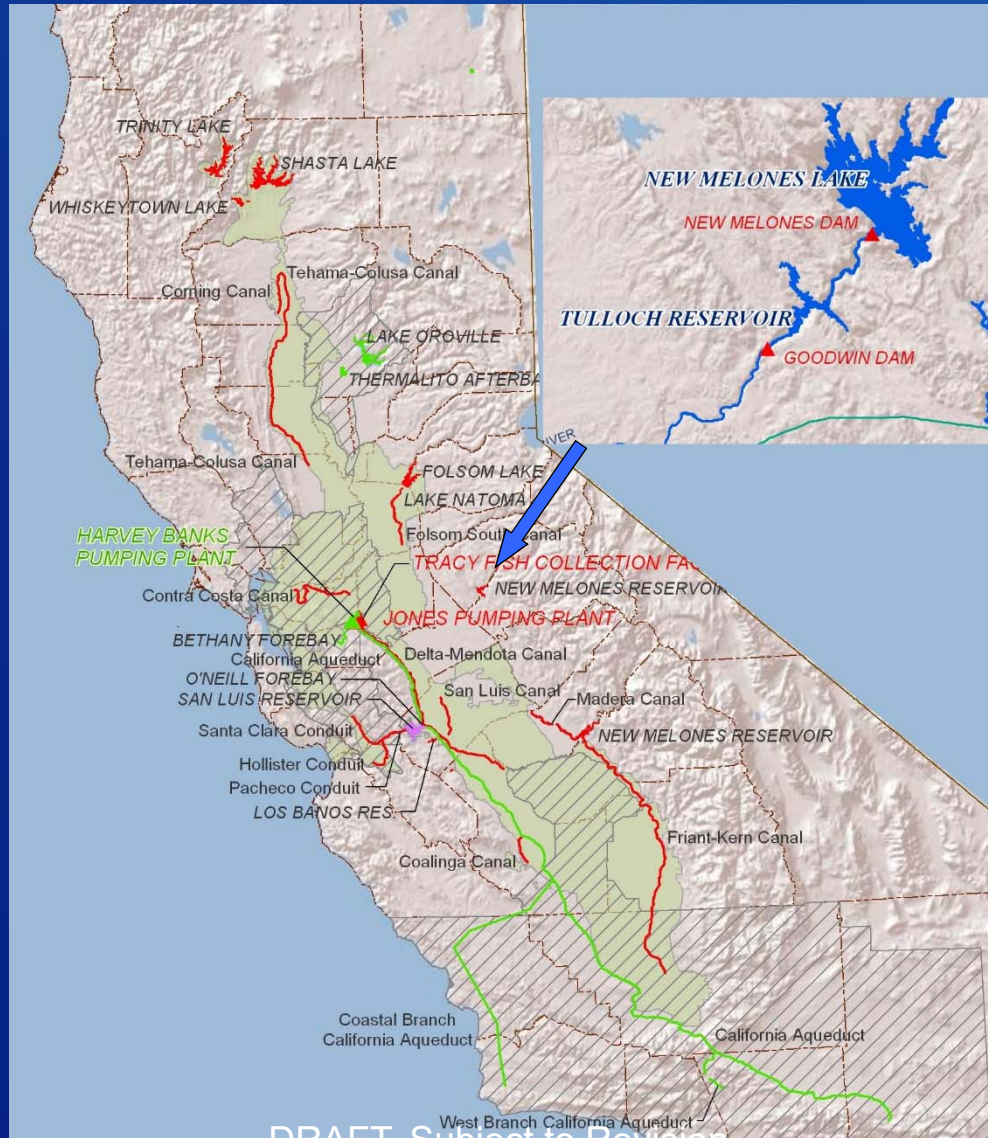 TRINITY LAKE
SHASTA LAKE
WHISKEYTOWN LAKE
NEW MELONES LAKE
NEW MELONES DAM
TULLOCH RESERVOIR
GOODWIN DAM
Tehama-Colusa Canal
Corning Canal
LAKE OROVILLE
THERMALITO AFTERBA
IVER
Tehama-Colusa Canal
FOLSOM LAKE
LAKE NATOMA
Folsom South Canal
HARVEY BANKS
PUMPING PLANT
TRACY FISH COLLECTION FAC
NEW MELONES RESERVOIR
Contra Costa Canal
JONES PUMPING PLANT
BETHANY FOREBAY
California Aqueduct
Delta-Mendota Canal
O'NEILL FOREBAY
SAN LUIS RESERVOIR
San Luis Canal
Madera Canal
Santa Clara Conduit
NEW MELONES RESERVOIR
Hollister Conduit
Pacheco Conduit
LOS BANOS RES.
Friant-Kern Canal
Coalinga Canal
Coastal Branch
California Aqueduct
California Aqueduct
West Branch California Aqueduct
DRAFT, Subject to Revision